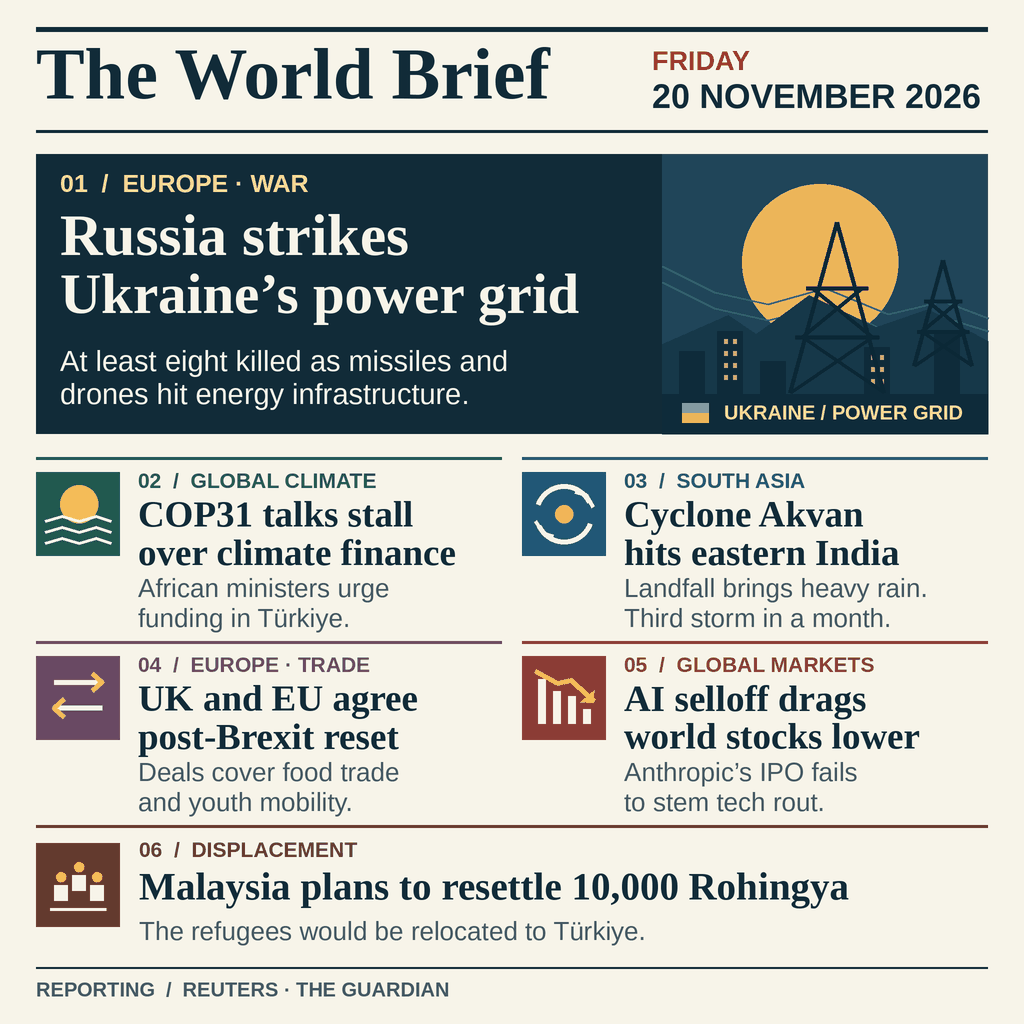 The World Brief
FRIDAY
20 NOVEMBER 2026
01 / EUROPE · WAR
Russia strikes
Ukraine’s power grid
At least eight killed as missiles and
drones hit energy infrastructure.
UKRAINE / POWER GRID
02 / GLOBAL CLIMATE
COP31 talks stall
over climate finance
African ministers urge
funding in Türkiye.
03 / SOUTH ASIA
Cyclone Akvan
hits eastern India
Landfall brings heavy rain.
Third storm in a month.
04 / EUROPE · TRADE
UK and EU agree
post-Brexit reset
Deals cover food trade
and youth mobility.
05 / GLOBAL MARKETS
AI selloff drags
world stocks lower
Anthropic’s IPO fails
to stem tech rout.
06 / DISPLACEMENT
Malaysia plans to resettle 10,000 Rohingya
The refugees would be relocated to Türkiye.
REPORTING / REUTERS · THE GUARDIAN